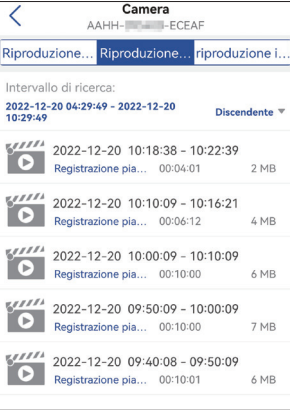 Camera
AAHH-
-ECEAF
Riproduzione... Riproduzione... riproduzione i...
Intervallo di ricerca:
2022-12-20 04:29:49 - 2022-12-20
10:29:49
Discendente
2022-12-20 10:18:38 - 10:22:39
Registrazione pia... 00:04:01 2 MB
2022-12-20 10:10:09 - 10:16:21
Registrazione pia... 00:06:12 4 MB
2022-12-20 10:00:09 - 10:10:09
Registrazione pia... 00:10:00 6 MB
2022-12-20 09:50:09 - 10:00:09
Registrazione pia... 00:10:00 7 MB
2022-12-20 09:40:08 - 09:50:09
Registrazione pia... 00:10:01 6 MB